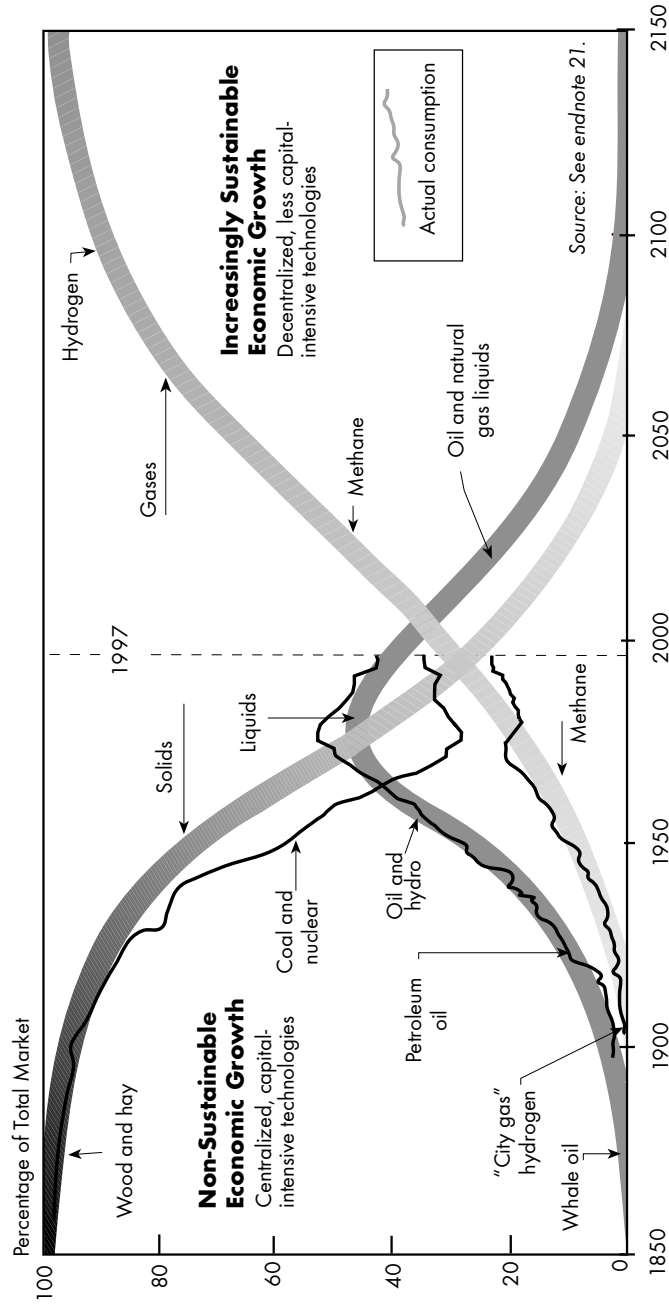 Percentage of Total Market
100
80
60
40
20
0
1850
1900
1950
2000
2050
2100
2150
Wood and hay
Non-Sustainable
Economic Growth
Centralized, capital-
intensive technologies
"City gas"
hydrogen
Whale oil
Petroleum
oil
Coal and
nuclear
Oil and
hydro
Solids
Liquids
1997
Methane
Methane
Gases
Hydrogen
Oil and natural
gas liquids
Increasingly Sustainable
Economic Growth
Decentralized, less capital-
intensive technologies
Actual consumption
Source: See endnote 21.